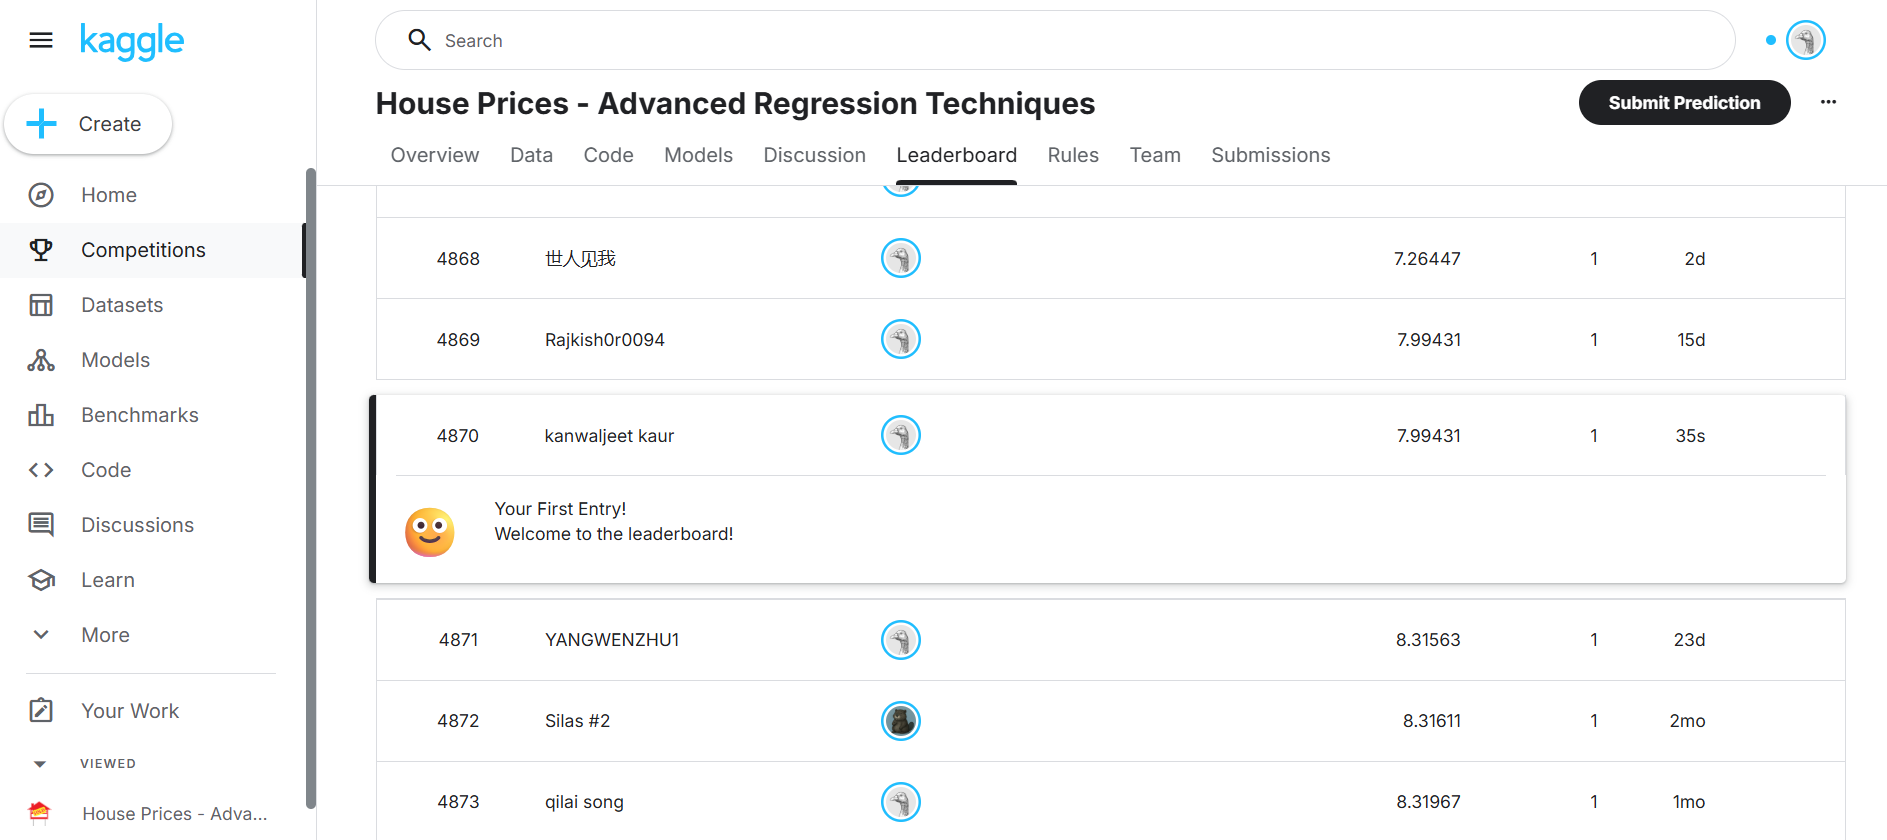 kaggle
Search
Create
House Prices - Advanced Regression Techniques
Submit Prediction
Overview Data Code Models Discussion Leaderboard Rules Team Submissions
Home
Competitions
Datasets
Models
Benchmarks
Code
Discussions
Learn
More
Your Work
VIEWED
House Prices - Adva...
4868 世人见我 7.26447 1 2d
4869 Rajkish0r0094 7.99431 1 15d
4870 kanwaljeet kaur 7.99431 1 35s
Your First Entry!
Welcome to the leaderboard!
4871 YANGWENZHU1 8.31563 1 23d
4872 Silas #2 8.31611 1 2mo
4873 qilai song 8.31967 1 1mo